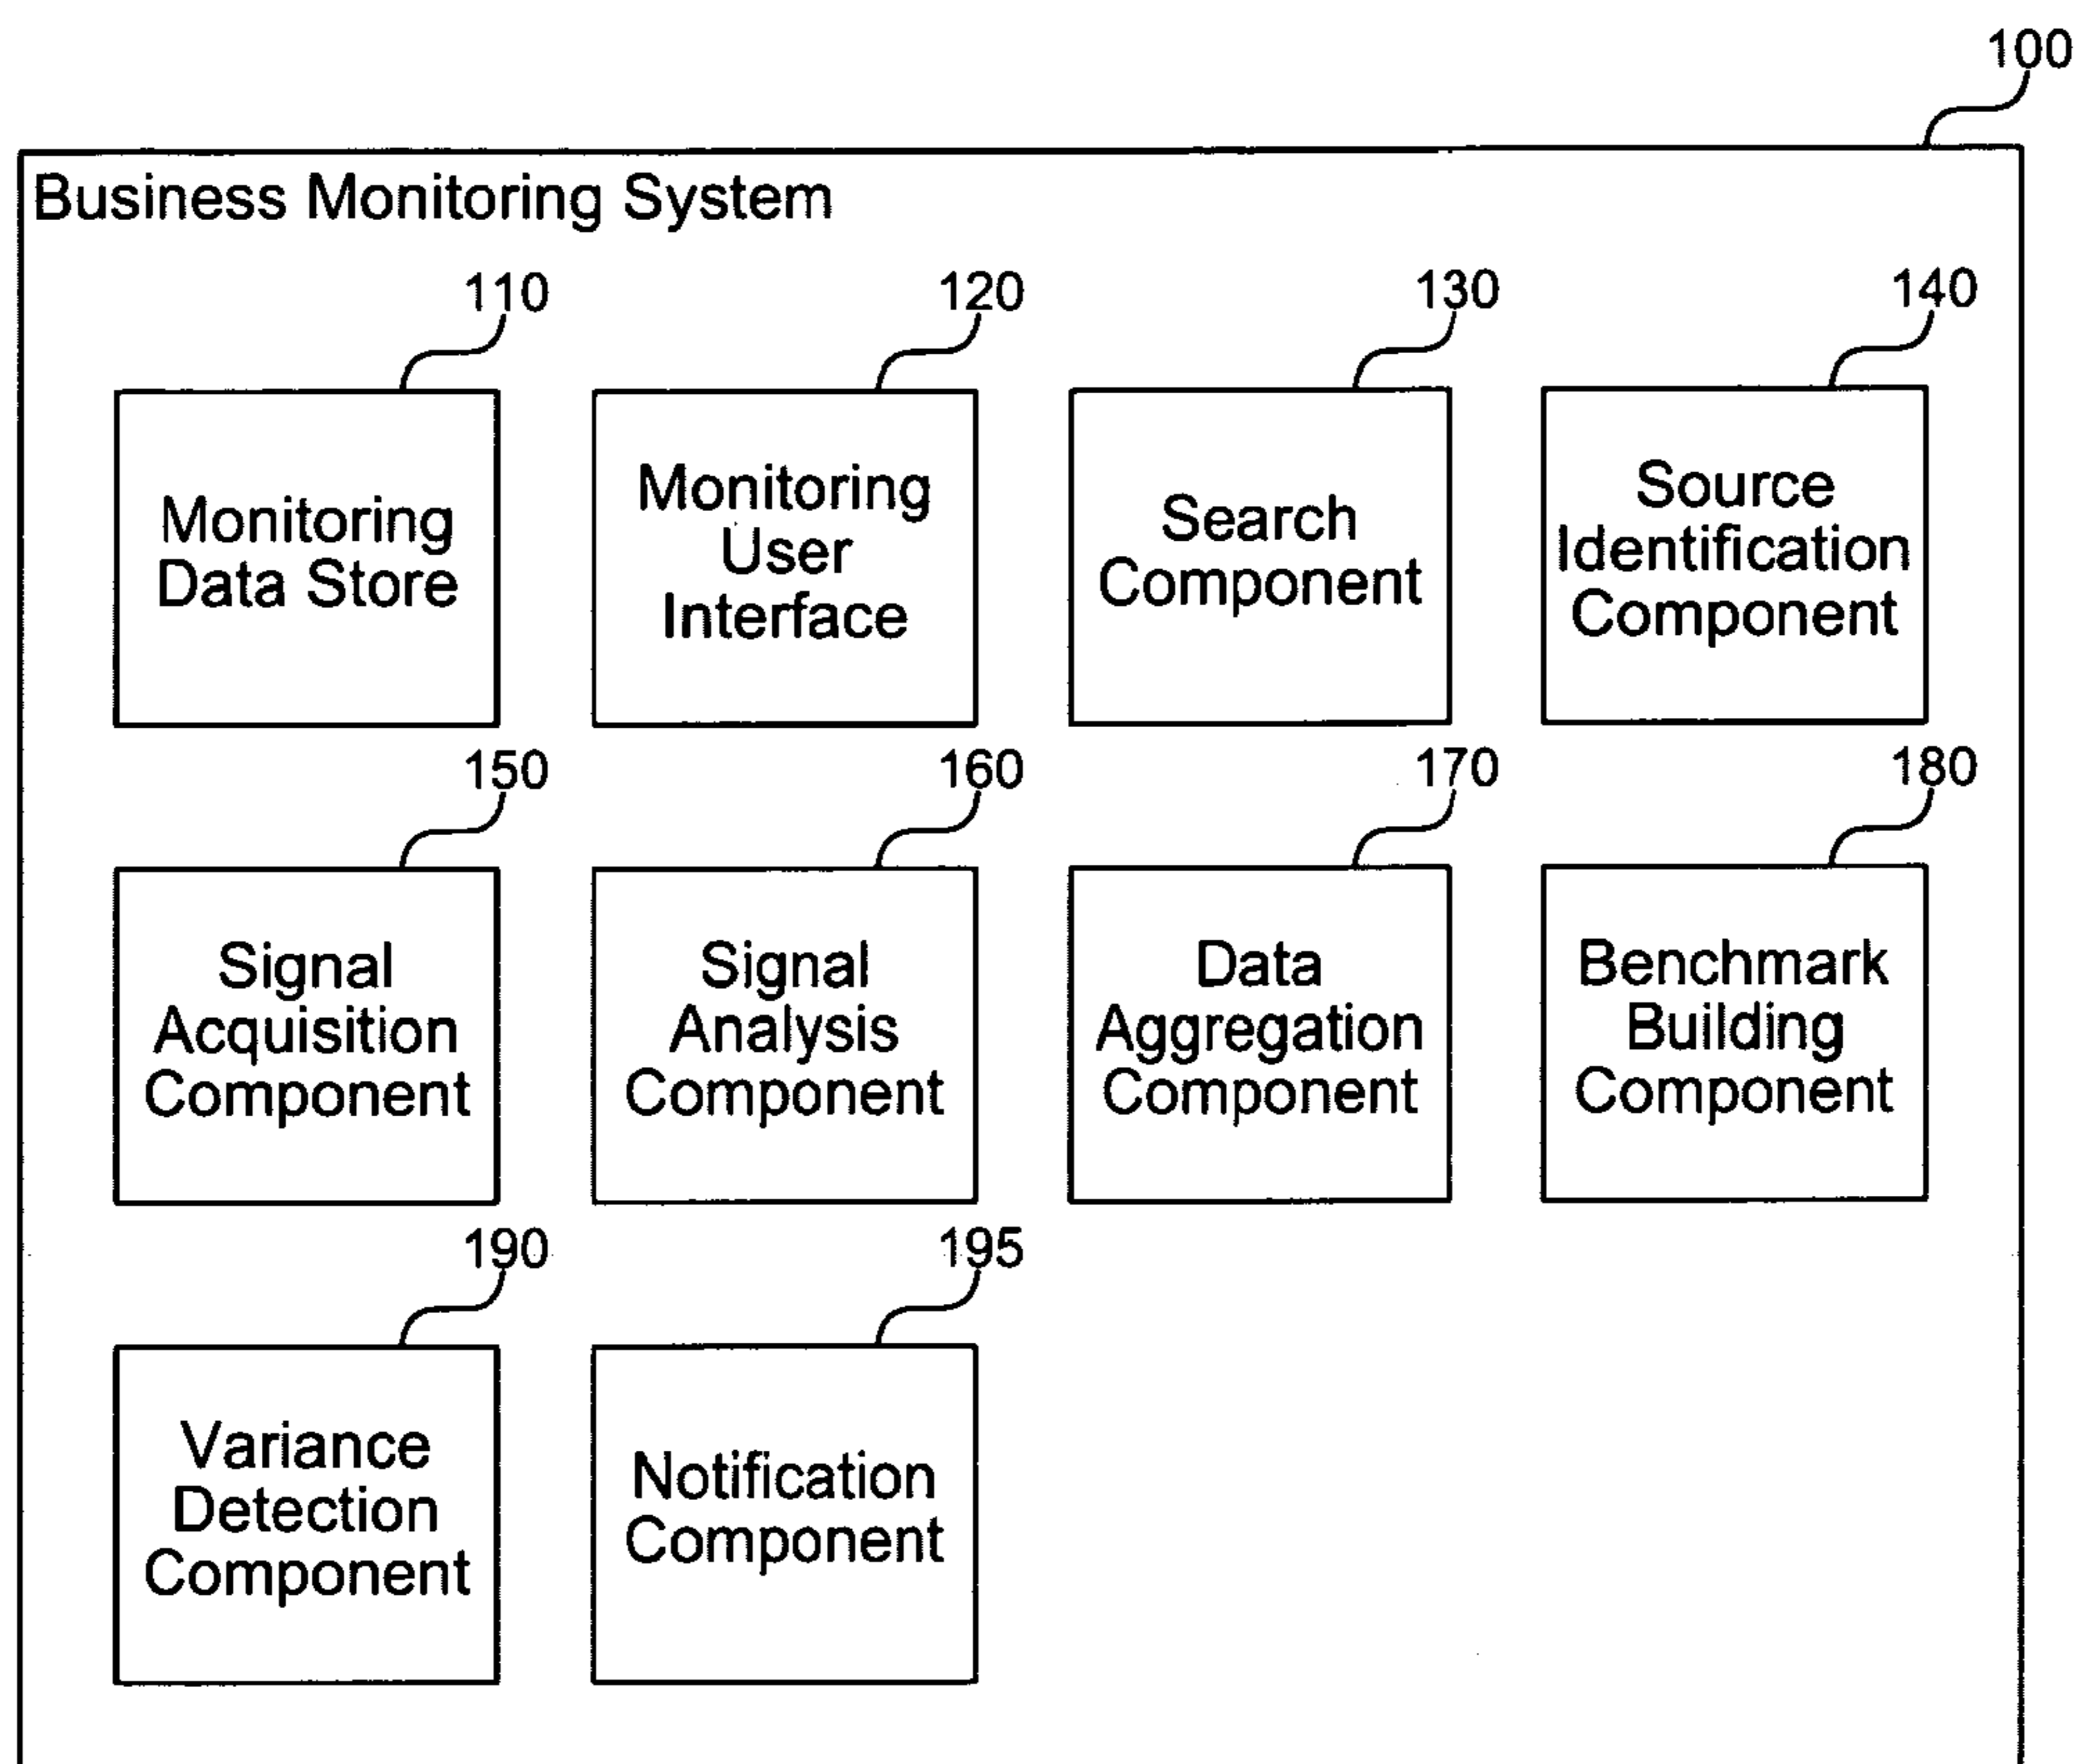 100
Business Monitoring System
110
120
130
140
Monitoring
Data Store
Monitoring
User
Interface
Search
Component
Source
Identification
Component
150
160
170
180
Signal
Acquisition
Component
Signal
Analysis
Component
Data
Aggregation
Component
Benchmark
Building
Component
190
195
Variance
Detection
Component
Notification
Component